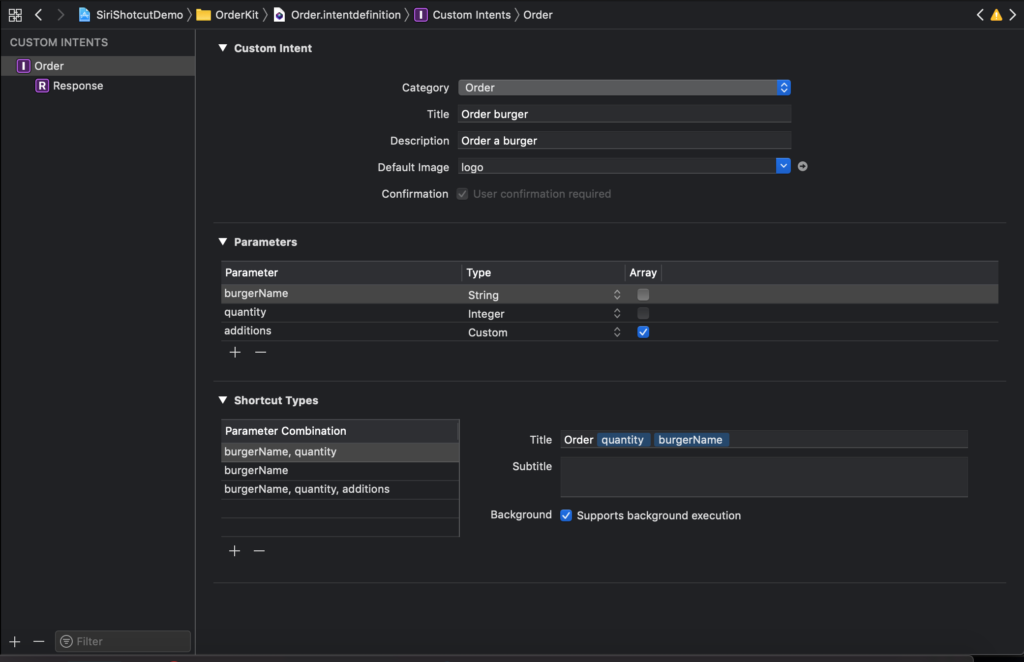 SiriShotcutDemo OrderKit Order.intentdefinition Custom Intents Order
CUSTOM INTENTS
I Order
R Response
Custom Intent
Category Order
Title Order burger
Description Order a burger
Default Image logo
Confirmation User confirmation required
Parameters
Parameter Type Array
burgerName String
quantity Integer
additions Custom
Shortcut Types
Parameter Combination
burgerName, quantity
burgerName
burgerName, quantity, additions
Title Order quantity burgerName
Subtitle
Background Supports background execution
Filter